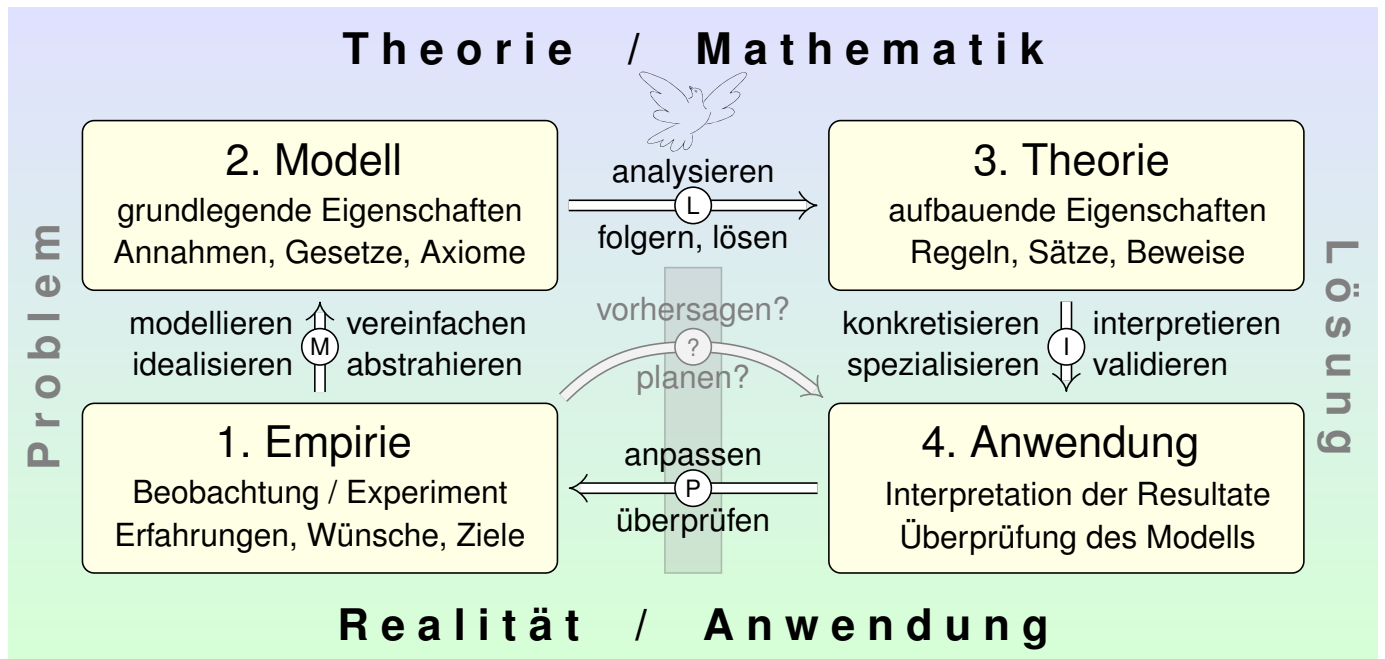 Theorie / Mathematik
Problem
2. Modell
grundlegende Eigenschaften
Annahmen, Gesetze, Axiome
analysieren
L
folgern, lösen
3. Theorie
aufbauende Eigenschaften
Regeln, Sätze, Beweise
Lösung
modellieren
idealisieren
M
vereinfachen
abstrahieren
vorhersagen?
?
planen?
konkretisieren
spezialisieren
I
interpretieren
validieren
1. Empirie
Beobachtung / Experiment
Erfahrungen, Wünsche, Ziele
anpassen
P
überprüfen
4. Anwendung
Interpretation der Resultate
Überprüfung des Modells
Realität / Anwendung